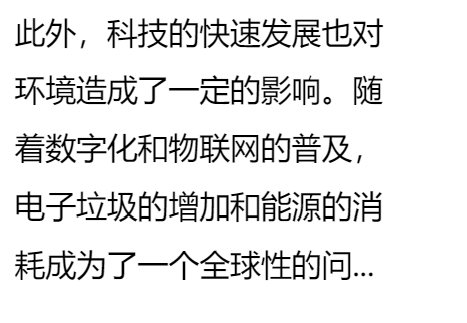 此外，科技的快速发展也对
环境造成了一定的影响。随
着数字化和物联网的普及，
电子垃圾的增加和能源的消
耗成为了一个全球性的问...